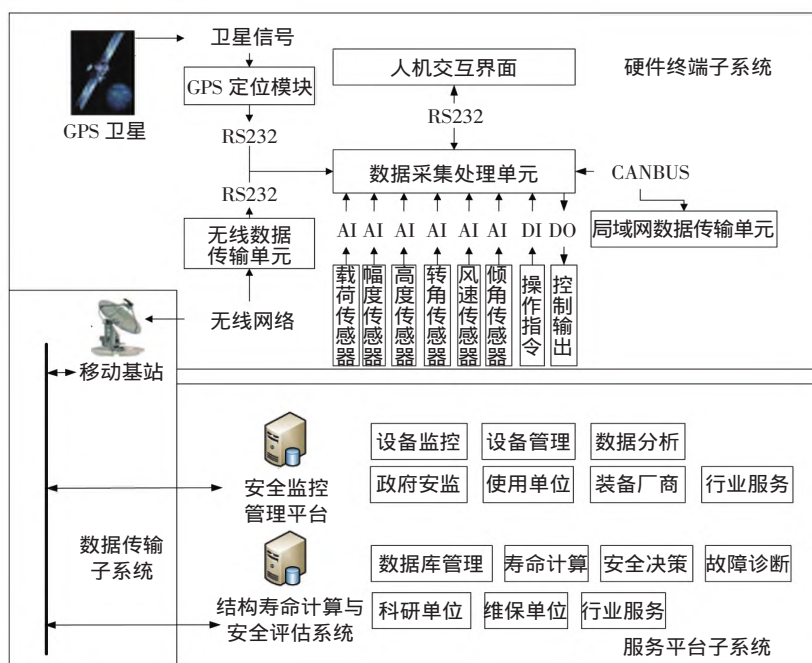 卫星信号
GPS 定位模块
GPS 卫星
RS232
RS232
无线数据
传输单元
无线网络
移动基站
人机交互界面
RS232
硬件终端子系统
数据采集处理单元
CANBUS
局域网数据传输单元
AI AI AI AI AI AI DI DO
载荷传感器
幅度传感器
高度传感器
转角传感器
风速传感器
倾角传感器
操作指令
控制输出
数据传输
子系统
安全监控
管理平台
设备监控 设备管理 数据分析
政府安监 使用单位 装备厂商 行业服务
结构寿命计算与
安全评估系统
数据库管理 寿命计算 安全决策 故障诊断
科研单位 维保单位 行业服务
服务平台子系统